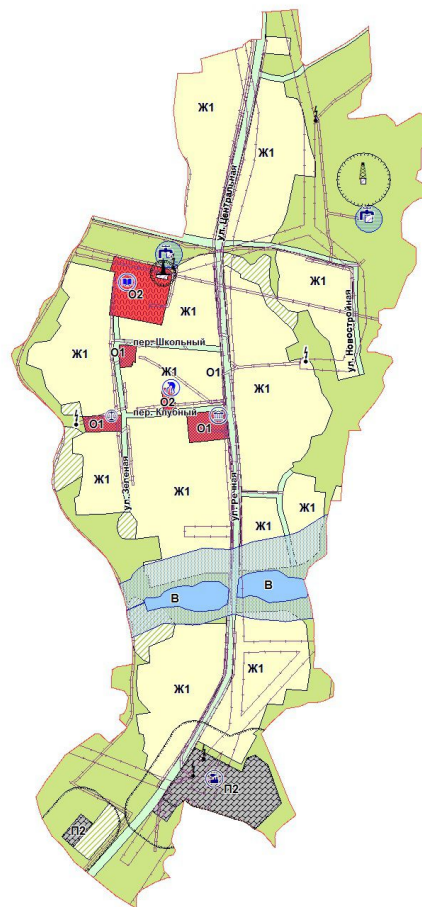 Ж1
Ж1
ул. Центральная
Ж1
О2
Ж1
ул. Новостройная
Ж1
пер. Школьный
О1
Ж1
О1
Ж1
О2
пер. Клубный
О1
О1
Ж1
ул. Зеленая
Ж1
ул. Речная
Ж1
Ж1
В
В
Ж1
Ж1
П2
П2